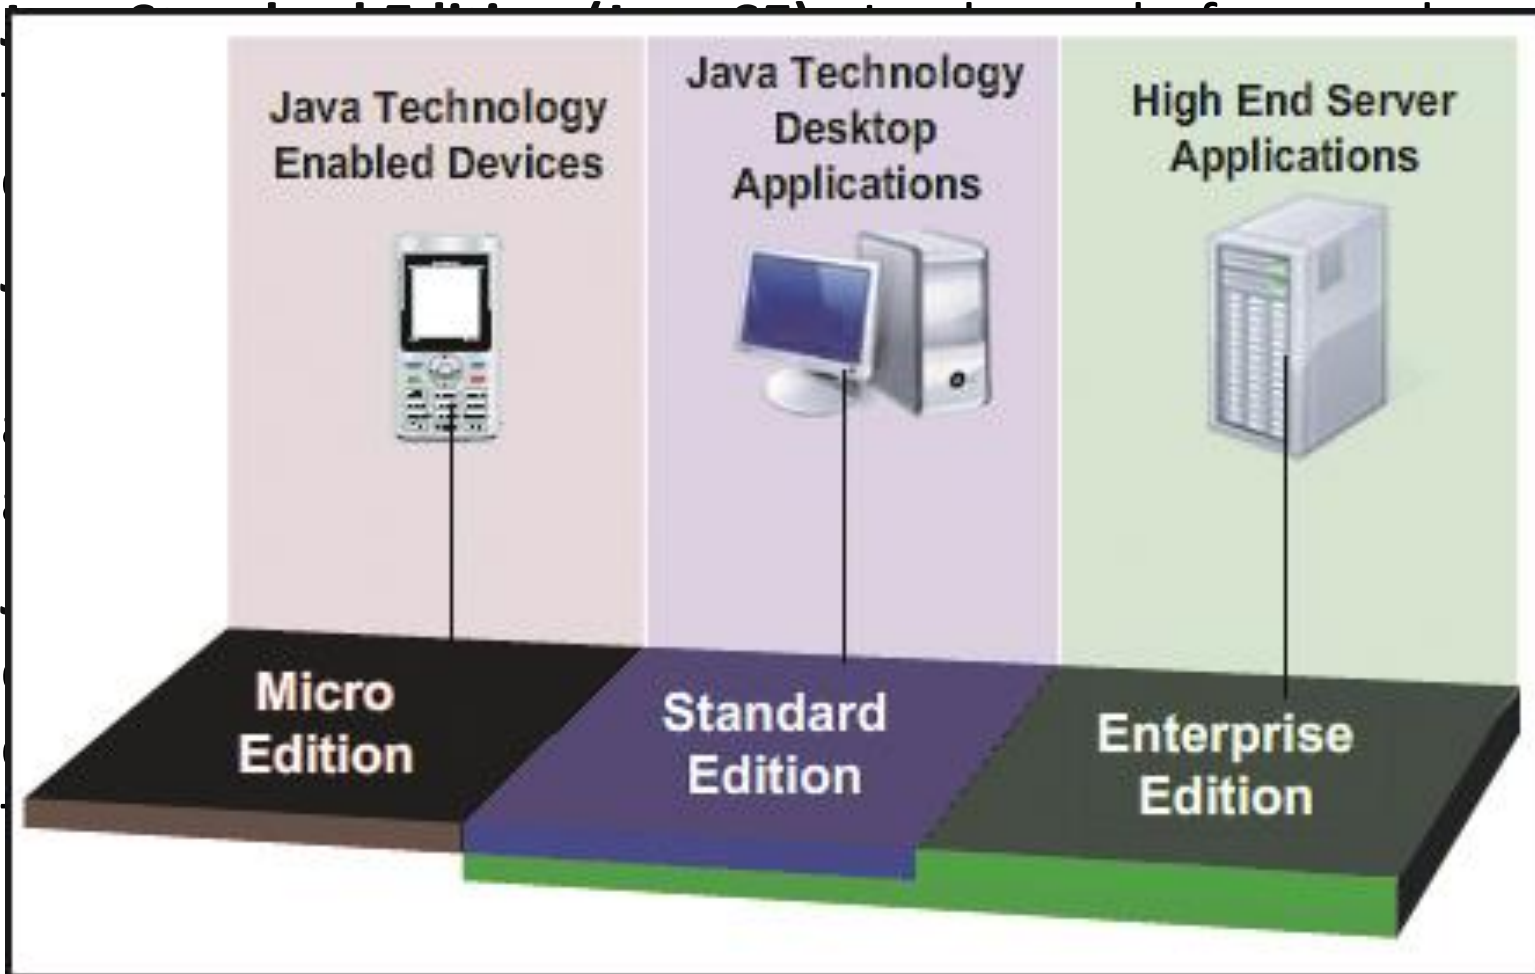 Java Technology
Enabled Devices
Java Technology
Desktop
Applications
High End Server
Applications
Micro
Edition
Standard
Edition
Enterprise
Edition